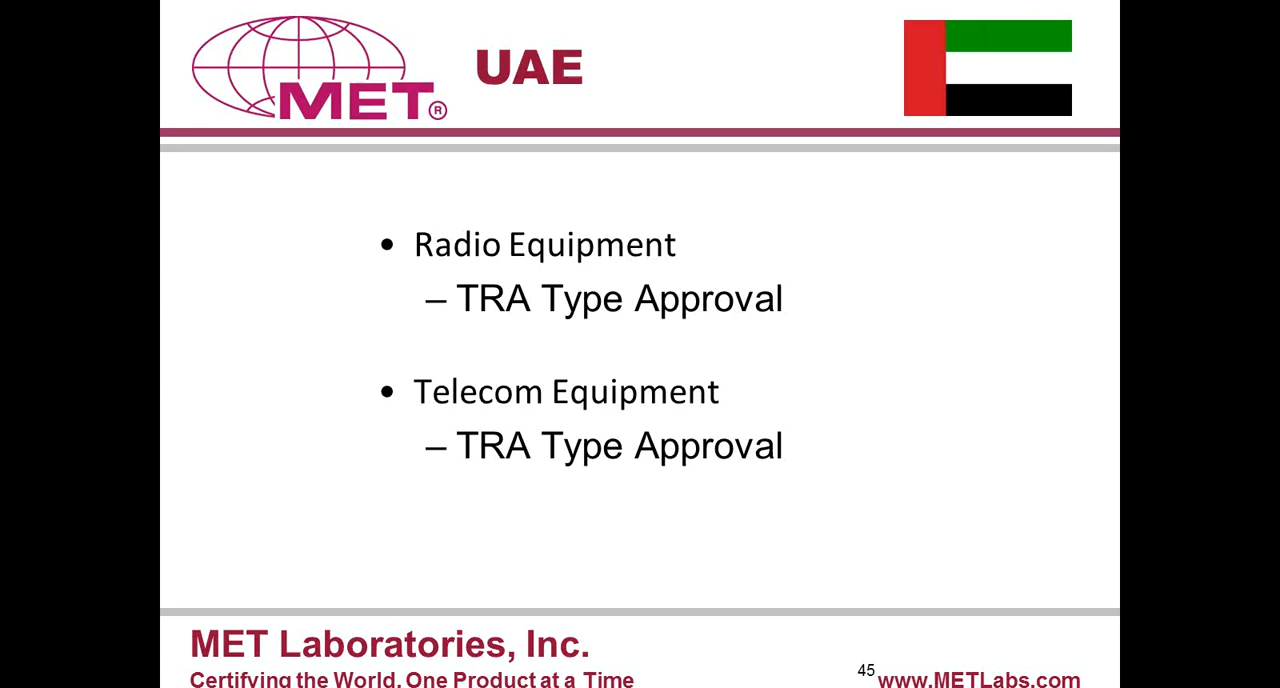 MET®
UAE
• Radio Equipment
– TRA Type Approval
• Telecom Equipment
– TRA Type Approval
MET Laboratories, Inc.
Certifying the World, One Product at a Time
45
www.METLabs.com